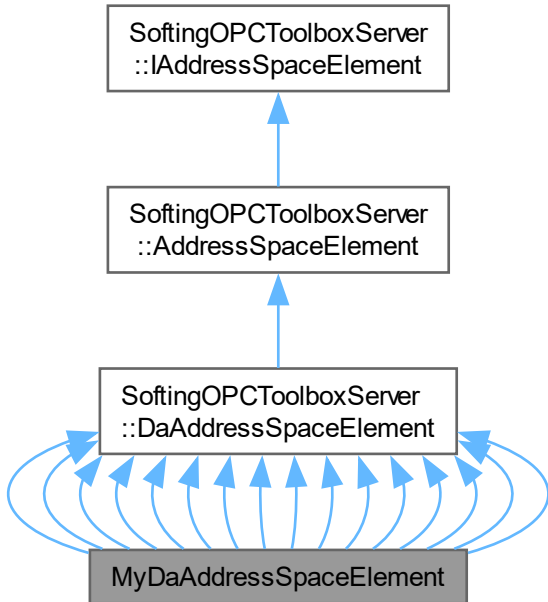 SoftingOPCToolboxServer
::IAddressSpaceElement
SoftingOPCToolboxServer
::AddressSpaceElement
SoftingOPCToolboxServer
::DaAddressSpaceElement
MyDaAddressSpaceElement